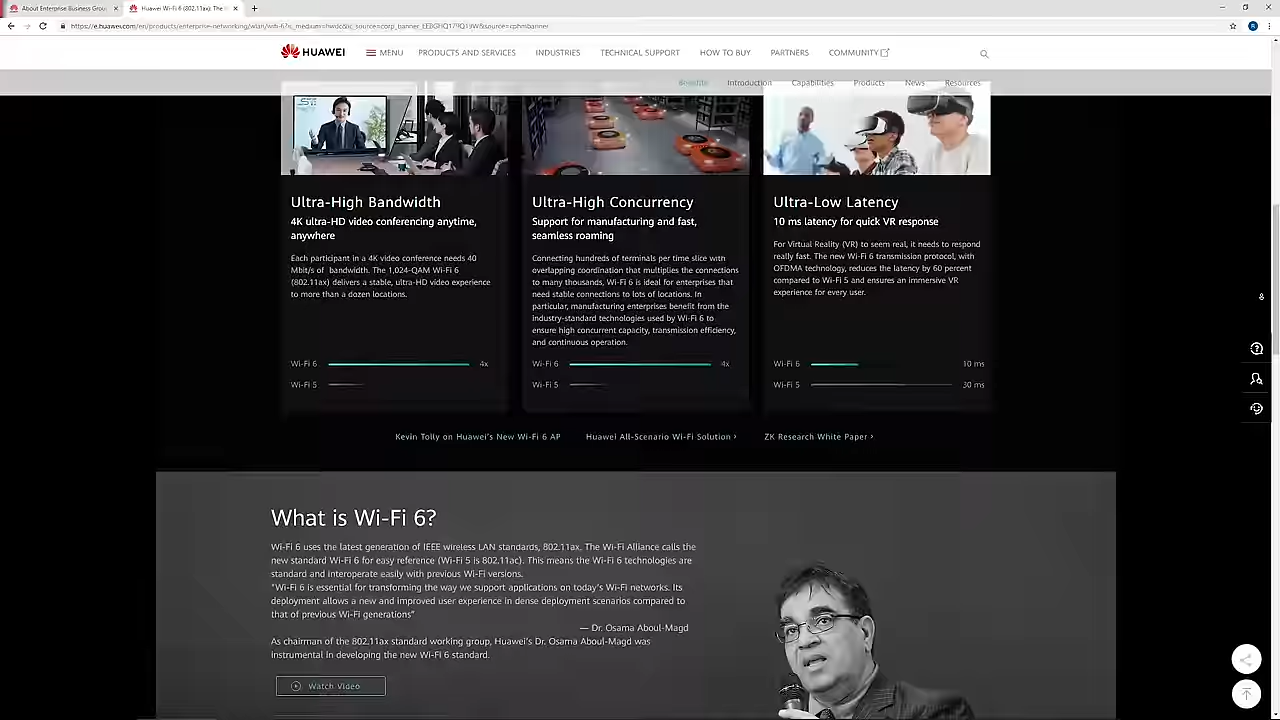 About Enterprise Business Grou
Huawei Wi-Fi 6 (802.11ax): The
HUAWEI
MENU
PRODUCTS AND SERVICES
INDUSTRIES
TECHNICAL SUPPORT
HOW TO BUY
PARTNERS
COMMUNITY
Benefits
Introduction
Capabilities
Products
News
Resources
Ultra-High Bandwidth
4K ultra-HD video conferencing anytime,
anywhere
Each participant in a 4K video conference needs 40
Mbit/s of bandwidth. The 1,024-QAM Wi-Fi 6
(802.11ax) delivers a stable, ultra-HD video experience
to more than a dozen locations.
Wi-Fi 6 4x
Wi-Fi 5
Ultra-High Concurrency
Support for manufacturing and fast,
seamless roaming
Connecting hundreds of terminals per time slice with
overlapping coordination that multiplies the connections
to many thousands, Wi-Fi 6 is ideal for enterprises that
need stable connections to lots of locations. In
particular, manufacturing enterprises benefit from the
industry-standard technologies used by Wi-Fi 6 to
ensure high concurrent capacity, transmission efficiency,
and continuous operation.
Wi-Fi 6 4x
Wi-Fi 5
Ultra-Low Latency
10 ms latency for quick VR response
For Virtual Reality (VR) to seem real, it needs to respond
really fast. The new Wi-Fi 6 transmission protocol, with
OFDMA technology, reduces the latency by 60 percent
compared to Wi-Fi 5 and ensures an immersive VR
experience for every user.
Wi-Fi 6 10 ms
Wi-Fi 5 30 ms
Kevin Tolly on Huawei's New Wi-Fi 6 AP
Huawei All-Scenario Wi-Fi Solution >
ZK Research White Paper >
What is Wi-Fi 6?
Wi-Fi 6 uses the latest generation of IEEE wireless LAN standards, 802.11ax. The Wi-Fi Alliance calls the
new standard Wi-Fi 6 for easy reference (Wi-Fi 5 is 802.11ac). This means the Wi-Fi 6 technologies are
standard and interoperate easily with previous Wi-Fi versions.
"Wi-Fi 6 is essential for transforming the way we support applications on today's Wi-Fi networks. Its
deployment allows a new and improved user experience in dense deployment scenarios compared to
that of previous Wi-Fi generations"
— Dr. Osama Aboul-Magd
As chairman of the 802.11ax standard working group, Huawei's Dr. Osama Aboul-Magd was
instrumental in developing the new Wi-Fi 6 standard.
Watch Video